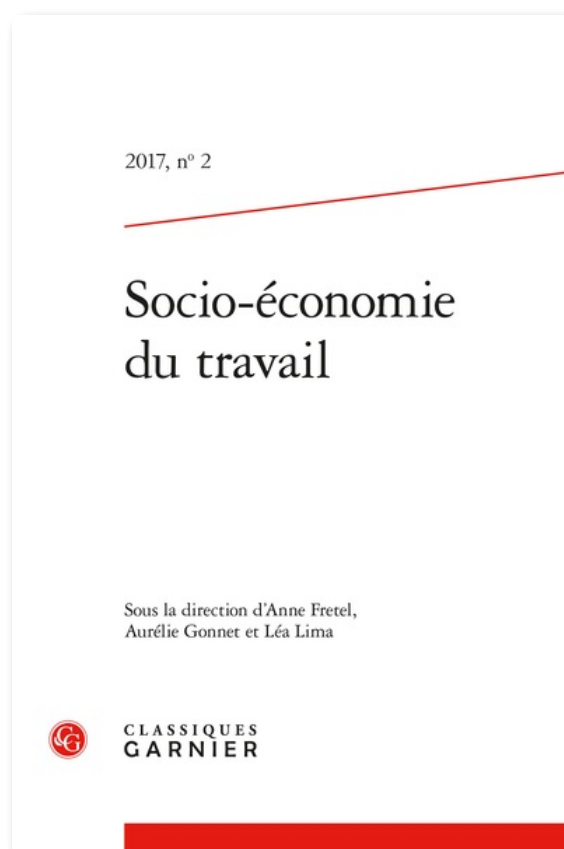 2017, nº 2
Socio-économie
du travail
Sous la direction d'Anne Fretel,
Aurélie Gonnet et Léa Lima
CG
CLASSIQUES
GARNIER